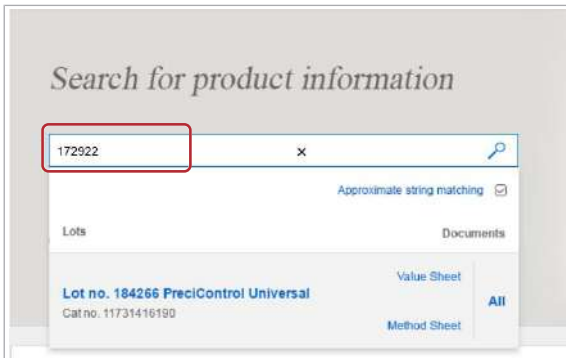 Search for product information
172922 ×
Approximate string matching
Lots Documents
Lot no. 184266 PreciControl Universal
Cat no. 11731416190
Value Sheet
Method Sheet
All